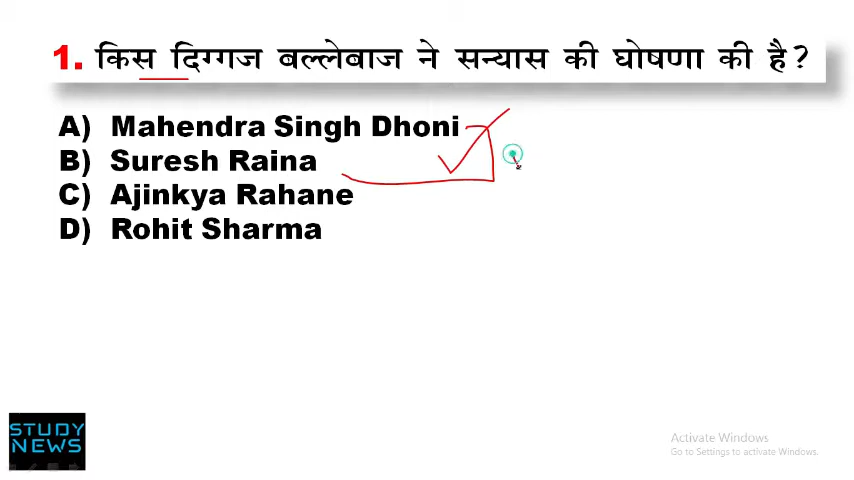 1. किस दिग्गज बल्लेबाज ने सन्यास की घोषणा की है?
A) Mahendra Singh Dhoni
B) Suresh Raina
C) Ajinkya Rahane
D) Rohit Sharma
STUDY
NEWS
Activate Windows
Go to Settings to activate Windows.